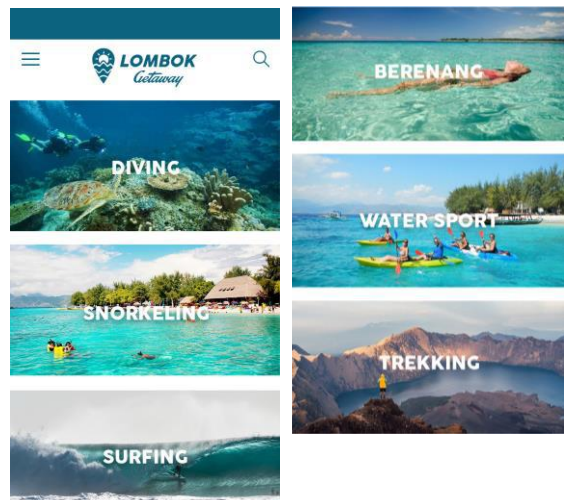 LOMBOK
Getaway
DIVING
SNORKELING
SURFING
BERENANG
WATER SPORT
TREKKING